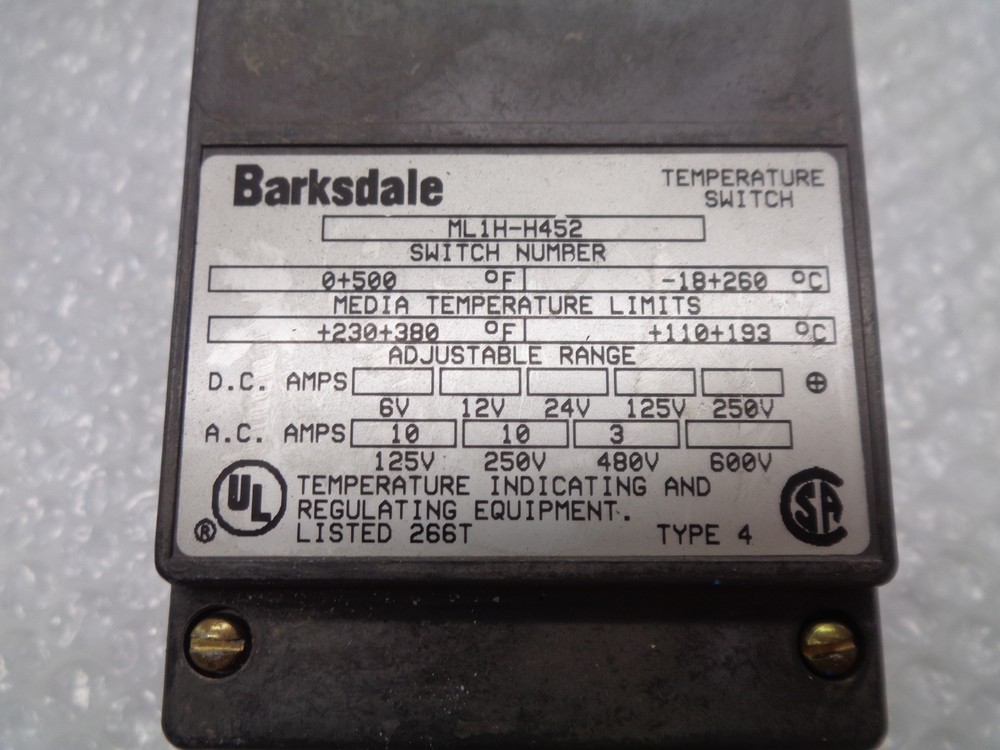 Barksdale
TEMPERATURE
SWITCH
ML1H-H452
SWITCH NUMBER
0+500 °F -18+260 °C
MEDIA TEMPERATURE LIMITS
+230+380 °F +110+193 °C
ADJUSTABLE RANGE
D.C. AMPS
6V 12V 24V 125V 250V
A.C. AMPS 10 10 3
125V 250V 480V 600V
UL ® TEMPERATURE INDICATING AND
REGULATING EQUIPMENT.
LISTED 266T TYPE 4
CSA